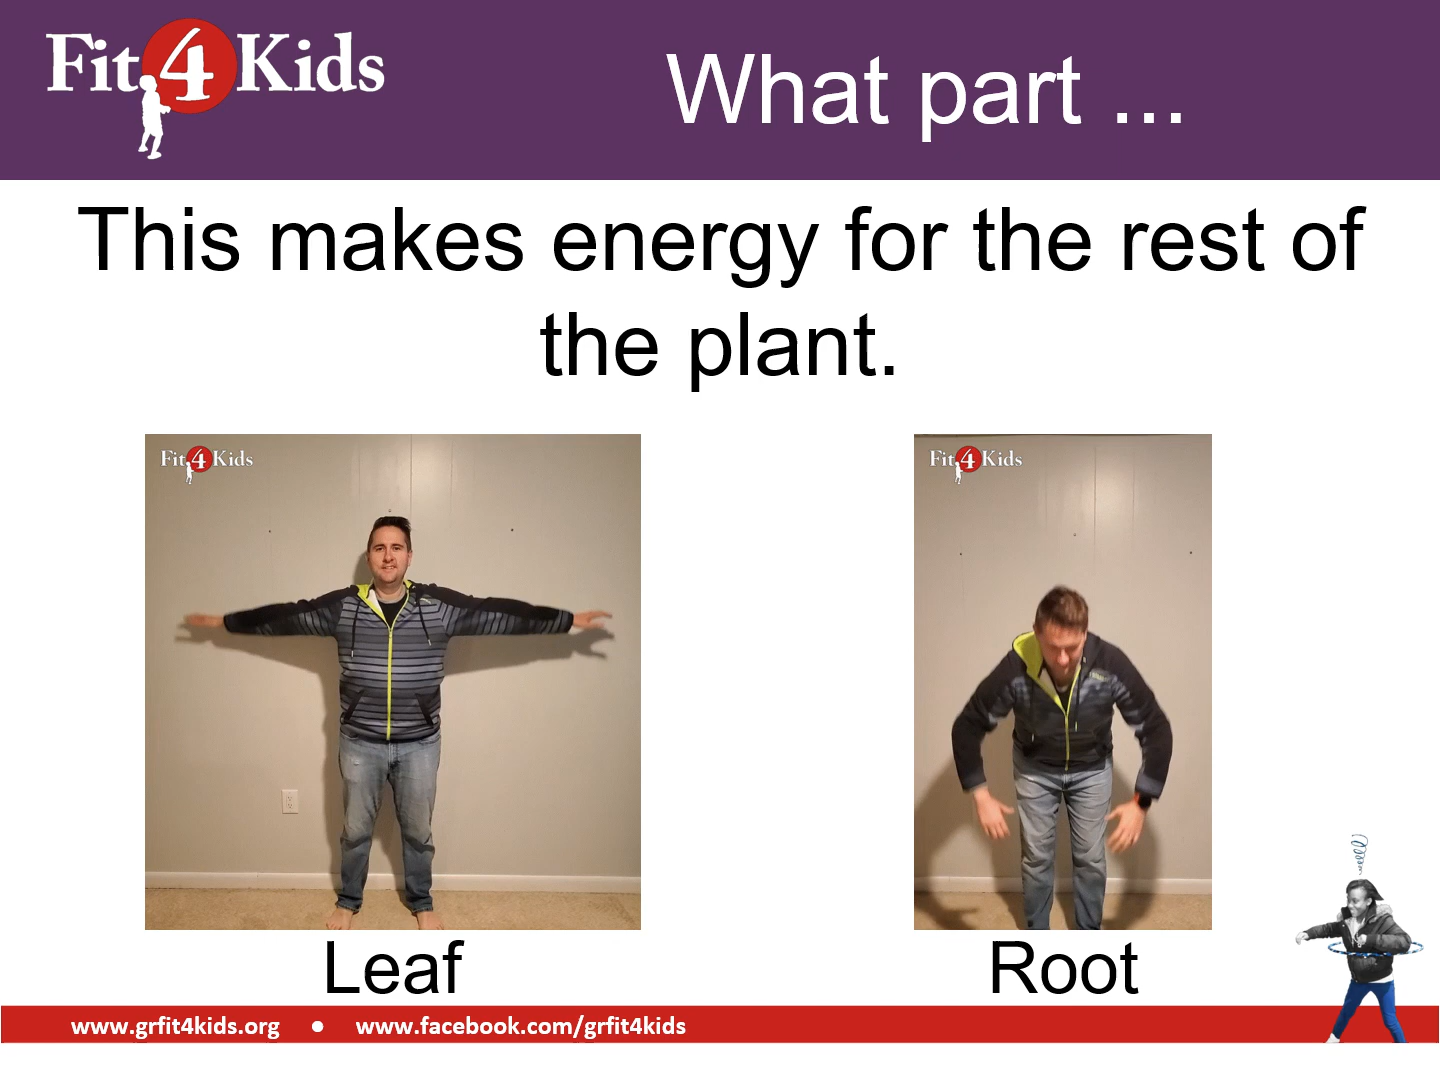 Fit 4 Kids
What part ...
This makes energy for the rest of
the plant.
Fit 4 Kids
Fit 4 Kids
Leaf
Root
www.grfit4kids.org • www.facebook.com/grfit4kids